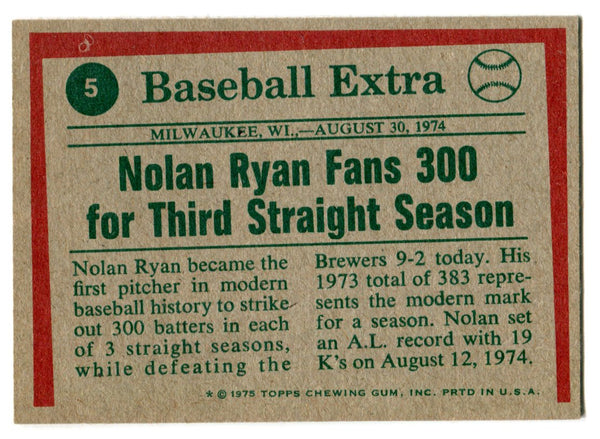 5
Baseball Extra
MILWAUKEE, WI.,—AUGUST 30, 1974
Nolan Ryan Fans 300
for Third Straight Season
Nolan Ryan became the
first pitcher in modern
baseball history to strike-
out 300 batters in each
of 3 straight seasons,
while defeating the
Brewers 9-2 today. His
1973 total of 383 repre-
sents the modern mark
for a season. Nolan set
an A.L. record with 19
K's on August 12, 1974.
* © 1975 TOPPS CHEWING GUM, INC. PRTD IN U.S.A.